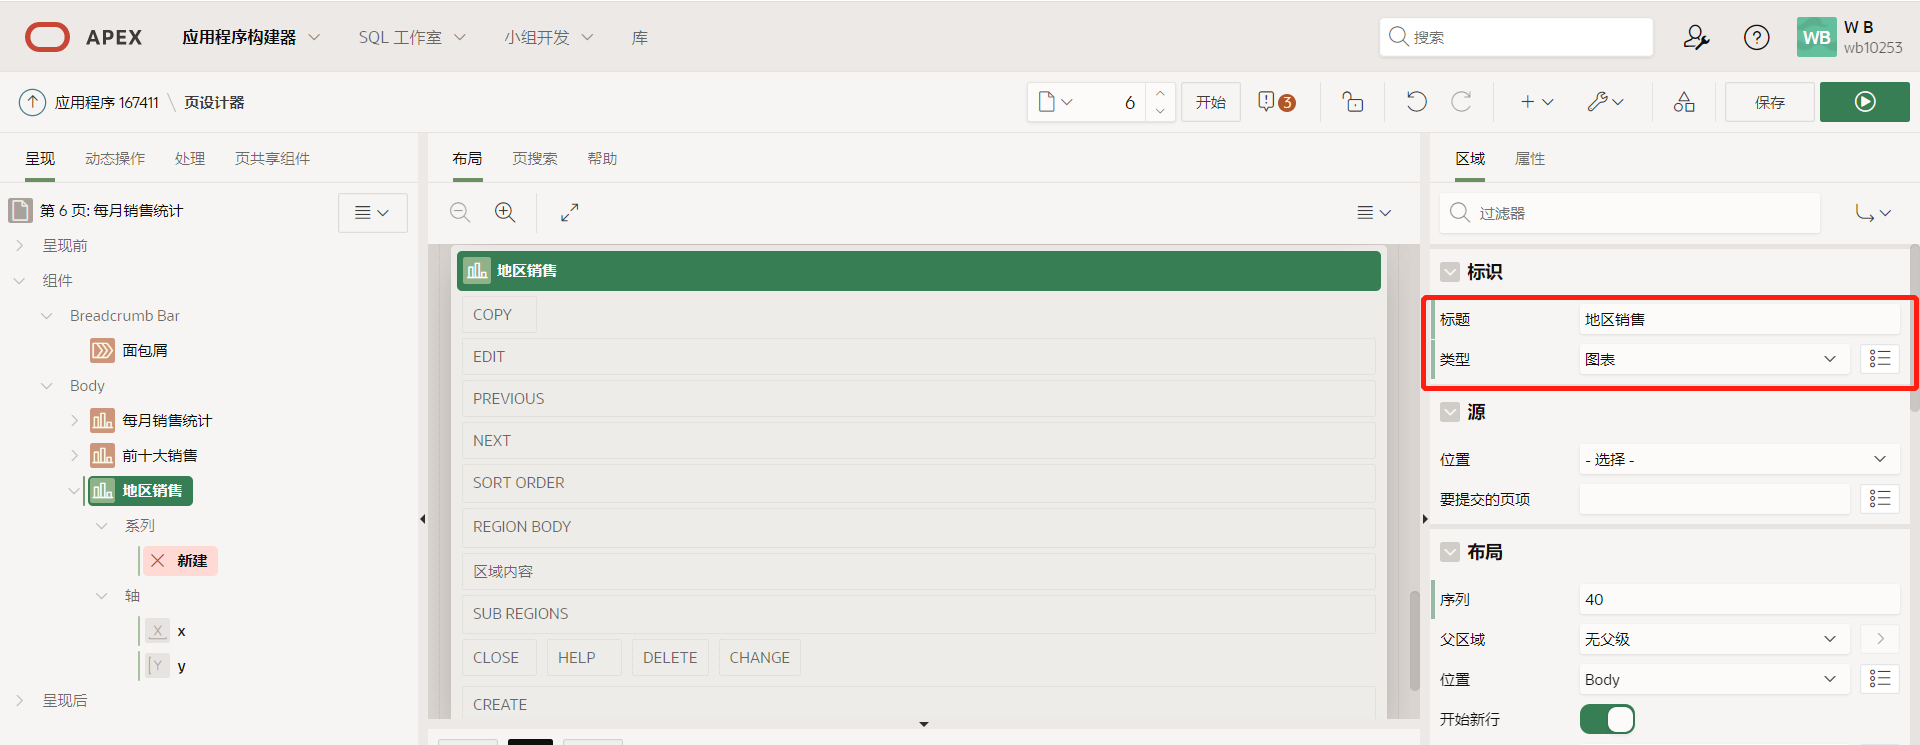 APEX 应用程序构建器 SQL 工作室 小组开发 库 搜索 WB W B
wb10253
应用程序 167411 \ 页设计器 6 开始 3 保存
呈现 动态操作 处理 页共享组件
第 6 页: 每月销售统计
呈现前
组件
Breadcrumb Bar
面包屑
Body
每月销售统计
前十大销售
地区销售
系列
新建
轴
X x
Y y
呈现后
布局 页搜索 帮助
地区销售
COPY
EDIT
PREVIOUS
NEXT
SORT ORDER
REGION BODY
区域内容
SUB REGIONS
CLOSE HELP DELETE CHANGE
CREATE
区域 属性
过滤器
标识
标题 地区销售
类型 图表
源
位置 - 选择 -
要提交的页项
布局
序列 40
父区域 无父级
位置 Body
开始新行